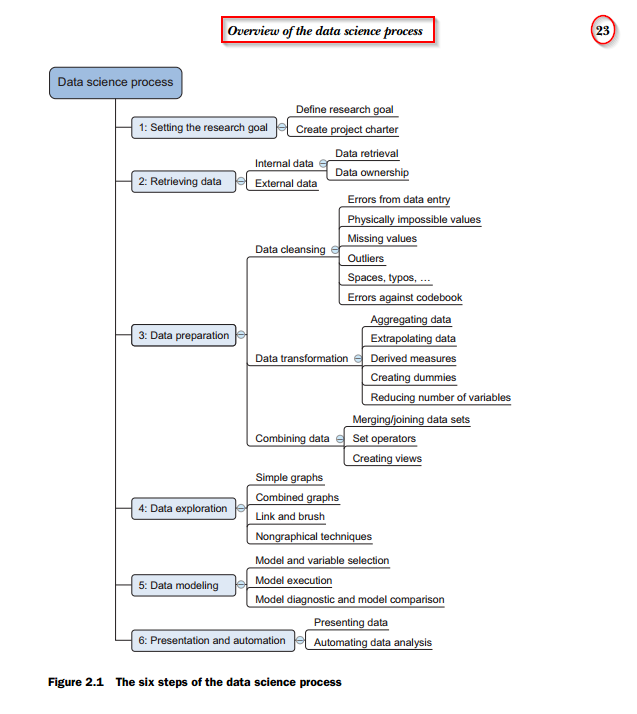 Overview of the data science process
23
Data science process
1: Setting the research goal
Define research goal
Create project charter
2: Retrieving data
Internal data
Data retrieval
Data ownership
External data
3: Data preparation
Data cleansing
Errors from data entry
Physically impossible values
Missing values
Outliers
Spaces, typos, …
Errors against codebook
Data transformation
Aggregating data
Extrapolating data
Derived measures
Creating dummies
Reducing number of variables
Combining data
Merging/joining data sets
Set operators
Creating views
4: Data exploration
Simple graphs
Combined graphs
Link and brush
Nongraphical techniques
5: Data modeling
Model and variable selection
Model execution
Model diagnostic and model comparison
6: Presentation and automation
Presenting data
Automating data analysis
Figure 2.1 The six steps of the data science process